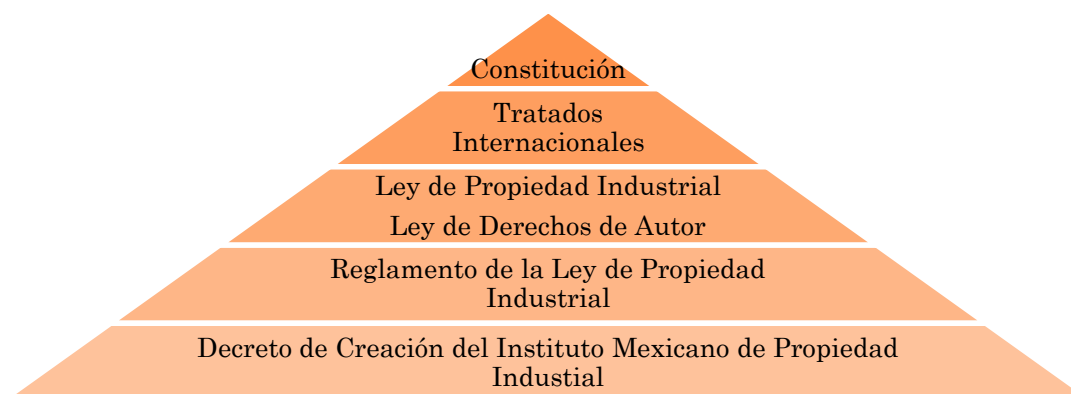 Constitución
Tratados
Internacionales
Ley de Propiedad Industrial
Ley de Derechos de Autor
Reglamento de la Ley de Propiedad
Industrial
Decreto de Creación del Instituto Mexicano de Propiedad
Industial